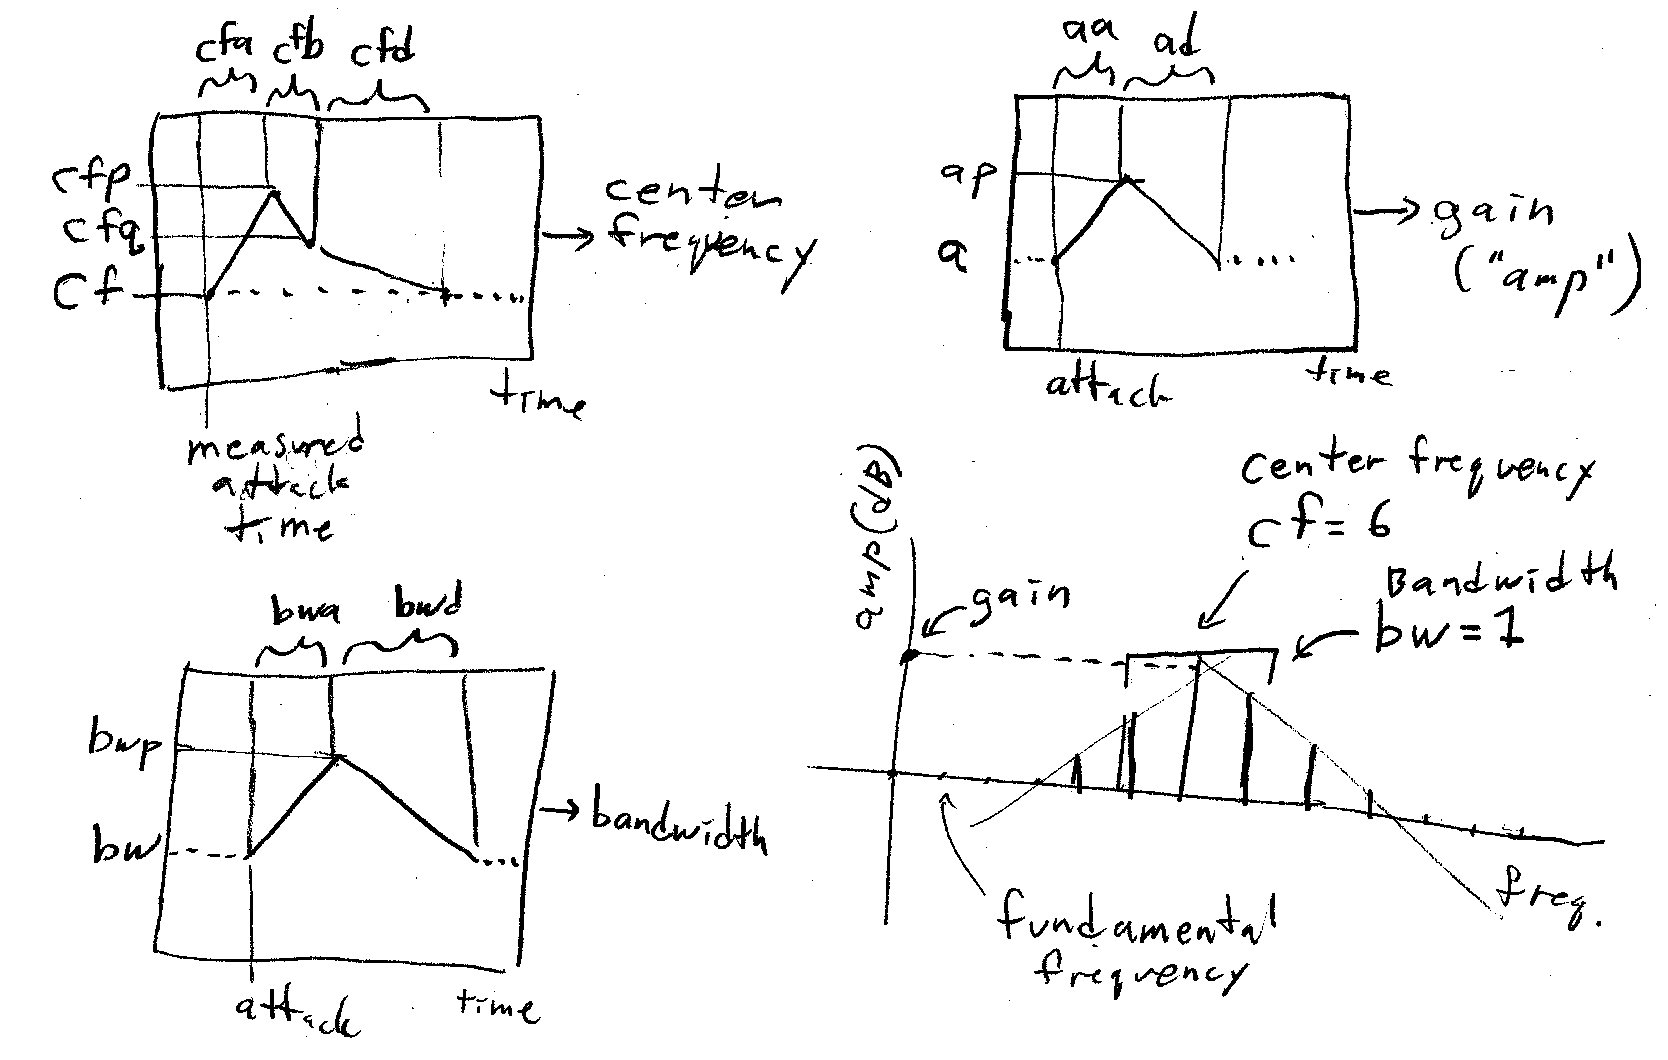 cfa cfb cfd
cfp
cfq
cf
center
frequency
time
measured
attack
time
aa ad
ap
a
gain
("amp")
attack
time
bwa bwd
bwp
bw
bandwidth
attack
time
amp(dB)
gain
center frequency
cf=6
Bandwidth
bw=1
fundamental
frequency
freq.